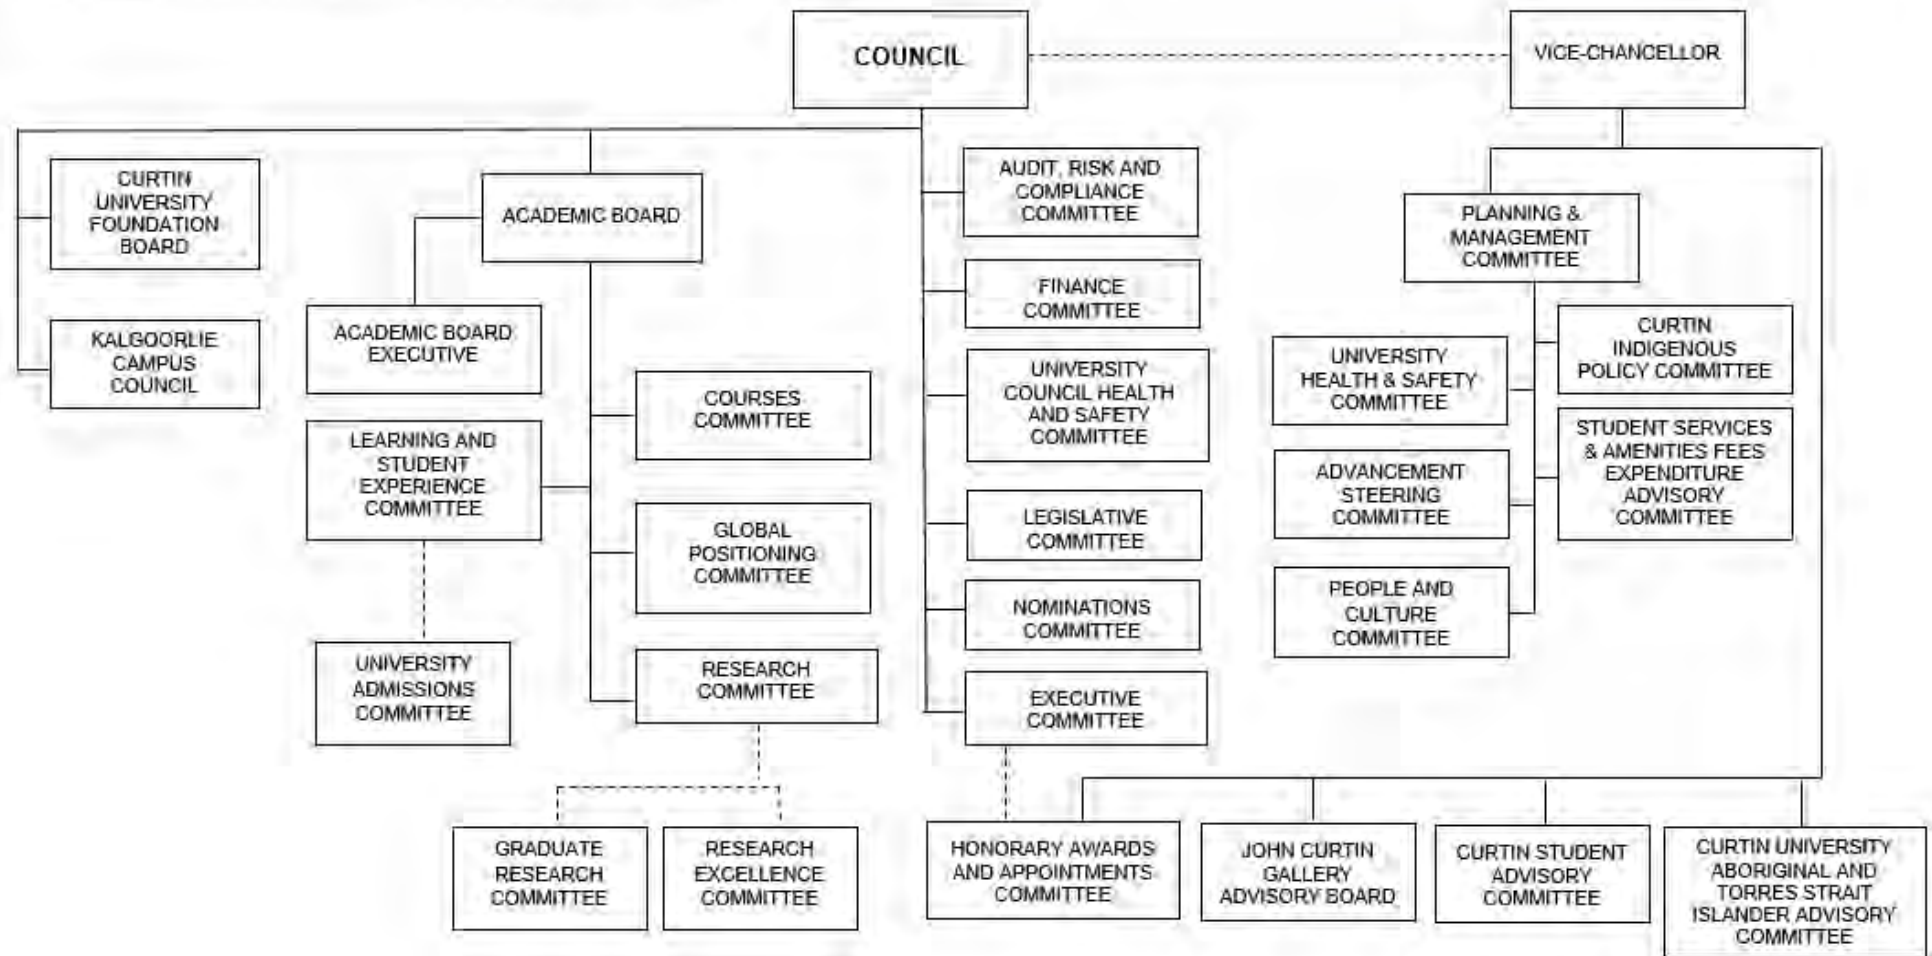 COUNCIL
VICE-CHANCELLOR
CURTIN
UNIVERSITY
FOUNDATION
BOARD
KALGOORLIE
CAMPUS
COUNCIL
ACADEMIC BOARD
ACADEMIC BOARD
EXECUTIVE
LEARNING AND
STUDENT
EXPERIENCE
COMMITTEE
UNIVERSITY
ADMISSIONS
COMMITTEE
COURSES
COMMITTEE
GLOBAL
POSITIONING
COMMITTEE
RESEARCH
COMMITTEE
GRADUATE
RESEARCH
COMMITTEE
RESEARCH
EXCELLENCE
COMMITTEE
AUDIT, RISK AND
COMPLIANCE
COMMITTEE
FINANCE
COMMITTEE
UNIVERSITY
COUNCIL HEALTH
AND SAFETY
COMMITTEE
LEGISLATIVE
COMMITTEE
NOMINATIONS
COMMITTEE
EXECUTIVE
COMMITTEE
PLANNING &
MANAGEMENT
COMMITTEE
UNIVERSITY
HEALTH & SAFETY
COMMITTEE
ADVANCEMENT
STEERING
COMMITTEE
PEOPLE AND
CULTURE
COMMITTEE
CURTIN
INDIGENOUS
POLICY COMMITTEE
STUDENT SERVICES
& AMENITIES FEES
EXPENDITURE
ADVISORY
COMMITTEE
HONORARY AWARDS
AND APPOINTMENTS
COMMITTEE
JOHN CURTIN
GALLERY
ADVISORY BOARD
CURTIN STUDENT
ADVISORY
COMMITTEE
CURTIN UNIVERSITY
ABORIGINAL AND
TORRES STRAIT
ISLANDER ADVISORY
COMMITTEE